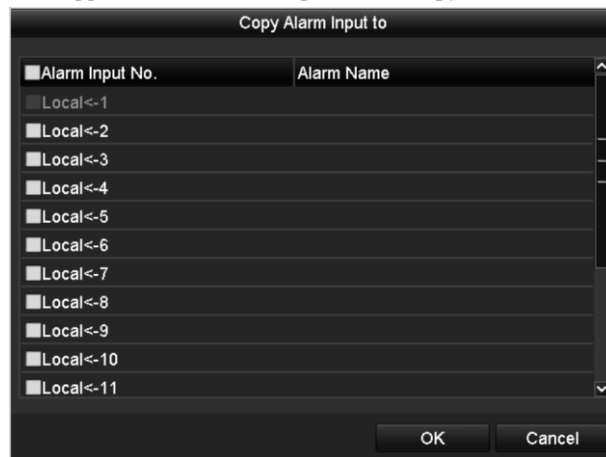 Copy Alarm Input to
Alarm Input No. Alarm Name
Local<-1
Local<-2
Local<-3
Local<-4
Local<-5
Local<-6
Local<-7
Local<-8
Local<-9
Local<-10
Local<-11
OK Cancel